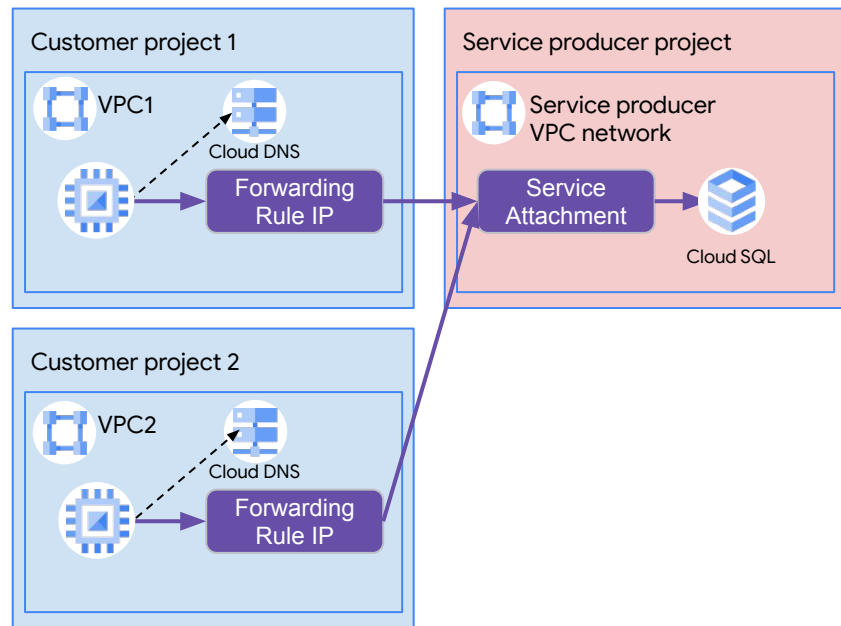 Customer project 1
VPC1
Cloud DNS
Forwarding
Rule IP
Service producer project
Service producer
VPC network
Service
Attachment
Cloud SQL
Customer project 2
VPC2
Cloud DNS
Forwarding
Rule IP